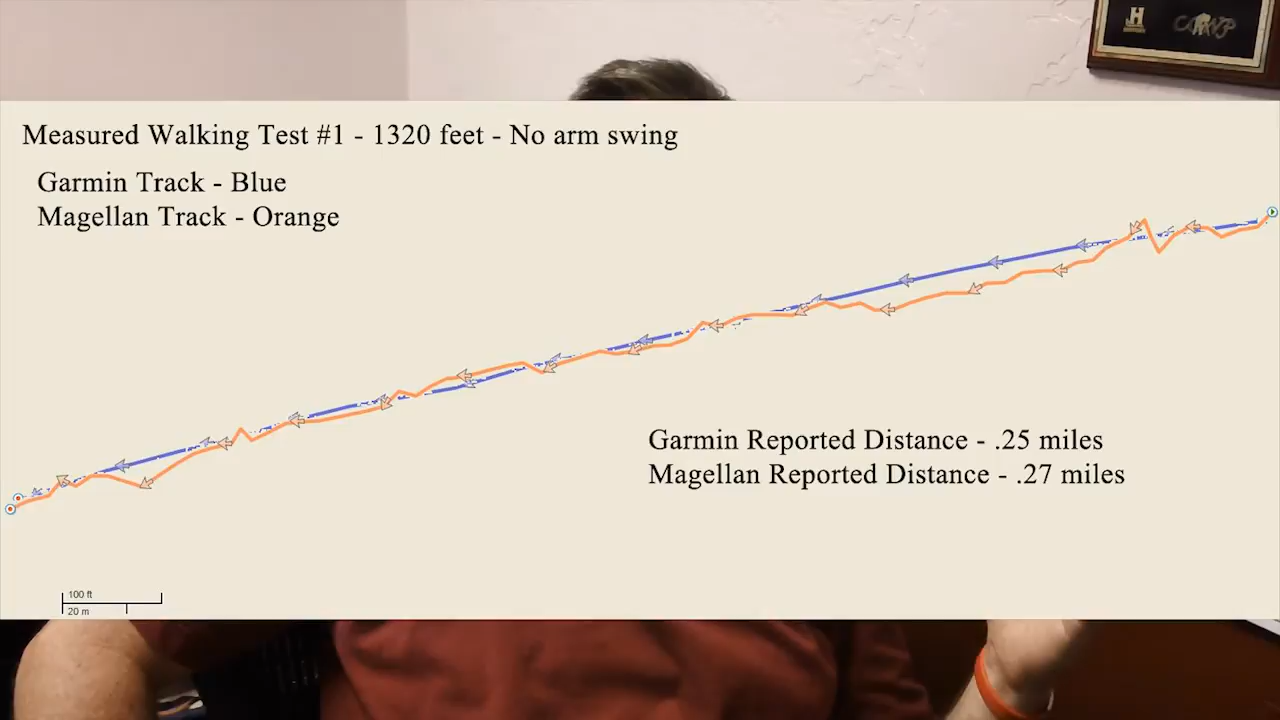 H
Measured Walking Test #1 - 1320 feet - No arm swing
Garmin Track - Blue
Magellan Track - Orange
Garmin Reported Distance - .25 miles
Magellan Reported Distance - .27 miles
100 ft
20 m